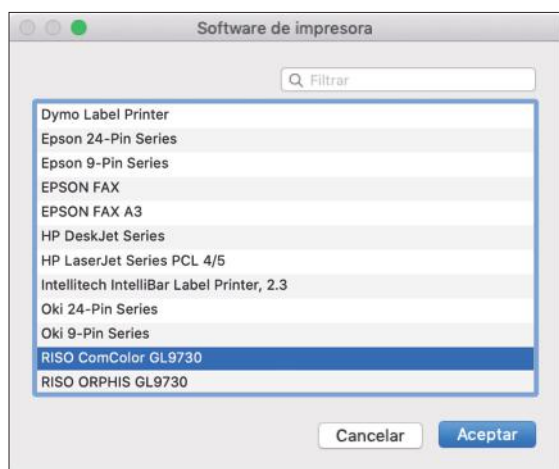 Software de impresora
Filtrar
Dymo Label Printer
Epson 24-Pin Series
Epson 9-Pin Series
EPSON FAX
EPSON FAX A3
HP DeskJet Series
HP LaserJet Series PCL 4/5
Intellitech IntelliBar Label Printer, 2.3
Oki 24-Pin Series
Oki 9-Pin Series
RISO ComColor GL9730
RISO ORPHIS GL9730
Cancelar Aceptar